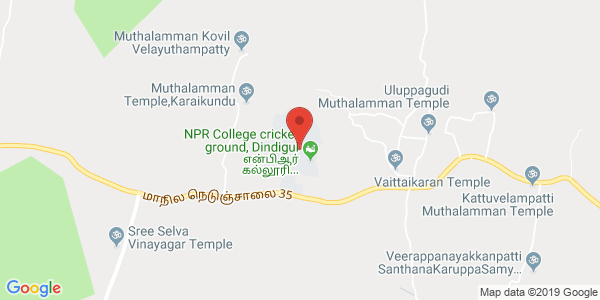 Muthalamman Kovil
Velayuthampatty
Muthalamman
Temple,Karaikundu
Uluppagudi
Muthalamman Temple
NPR College cricke
ground, Dindigul
என்பிஆர்
கல்லூரி...
Vaittaikaran Temple
Kattuvelampatti
Muthalamman Temple
மாநில நெடுஞ்சாலை 35
Sree Selva
Vinayagar Temple
Veerappanayakkanpatti
SanthanaKaruppaSamy...
Google
Map data ©2019 Google